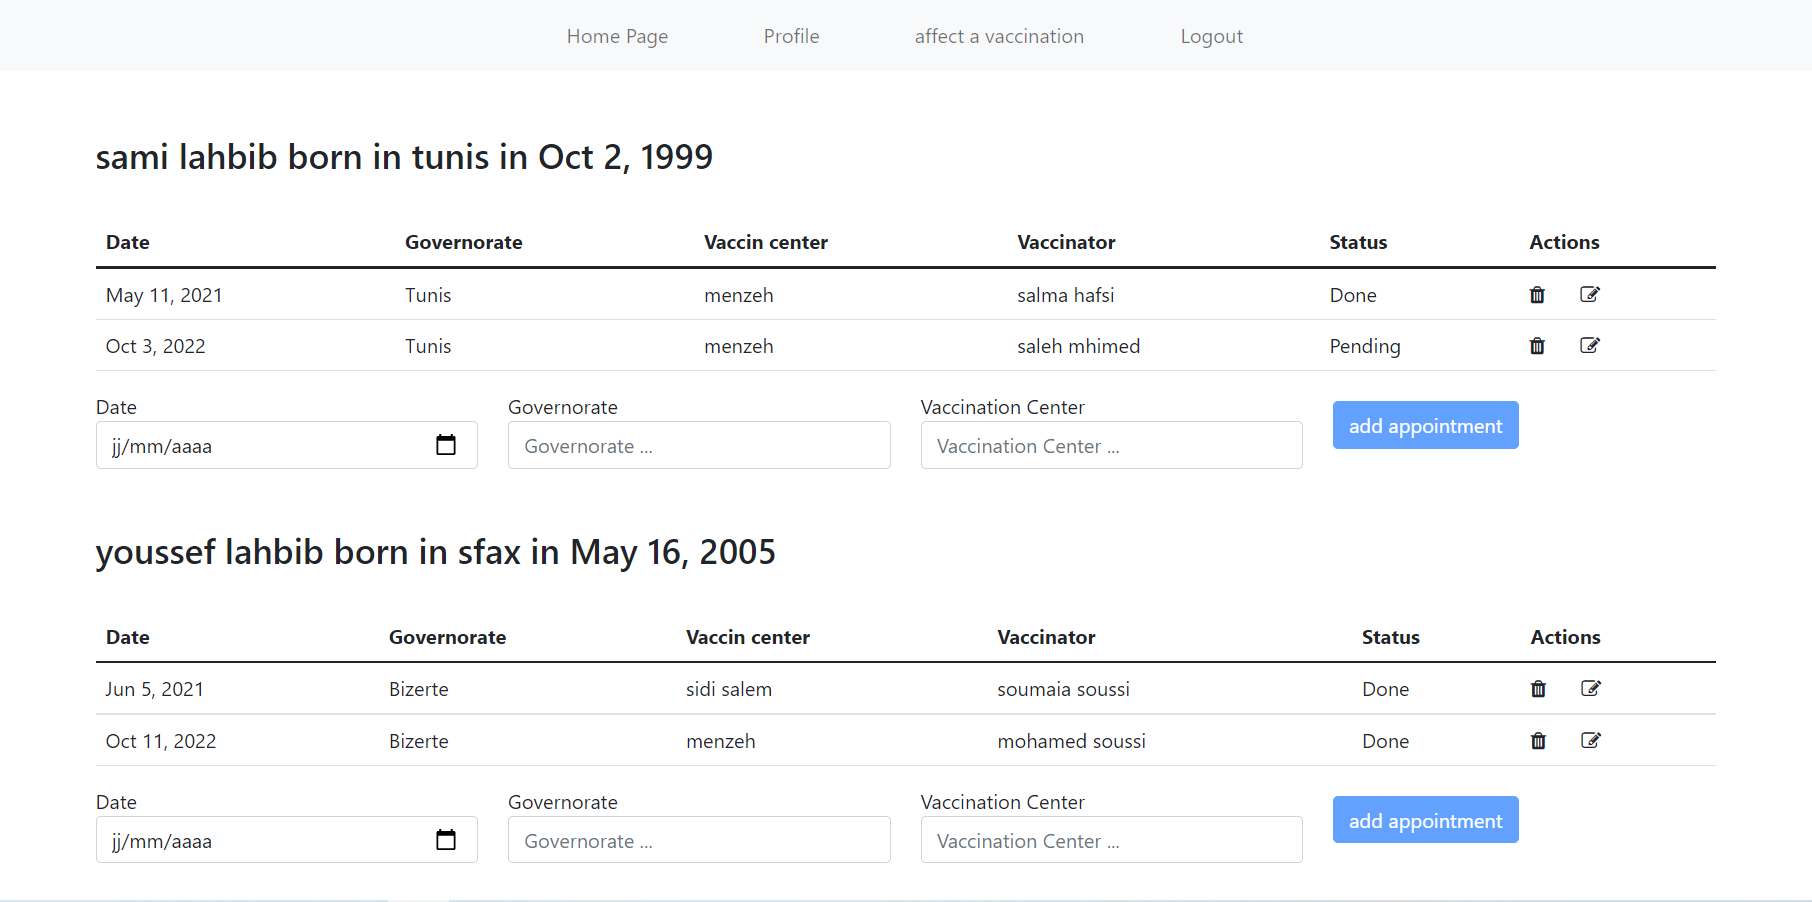 Home Page Profile affect a vaccination Logout
sami lahbib born in tunis in Oct 2, 1999
Date Governorate Vaccin center Vaccinator Status Actions
May 11, 2021 Tunis menzeh salma hafsi Done
Oct 3, 2022 Tunis menzeh saleh mhimed Pending
Date Governorate Vaccination Center
jj/mm/aaaa Governorate ... Vaccination Center ... add appointment
youssef lahbib born in sfax in May 16, 2005
Date Governorate Vaccin center Vaccinator Status Actions
Jun 5, 2021 Bizerte sidi salem soumaia soussi Done
Oct 11, 2022 Bizerte menzeh mohamed soussi Done
Date Governorate Vaccination Center
jj/mm/aaaa Governorate ... Vaccination Center ... add appointment